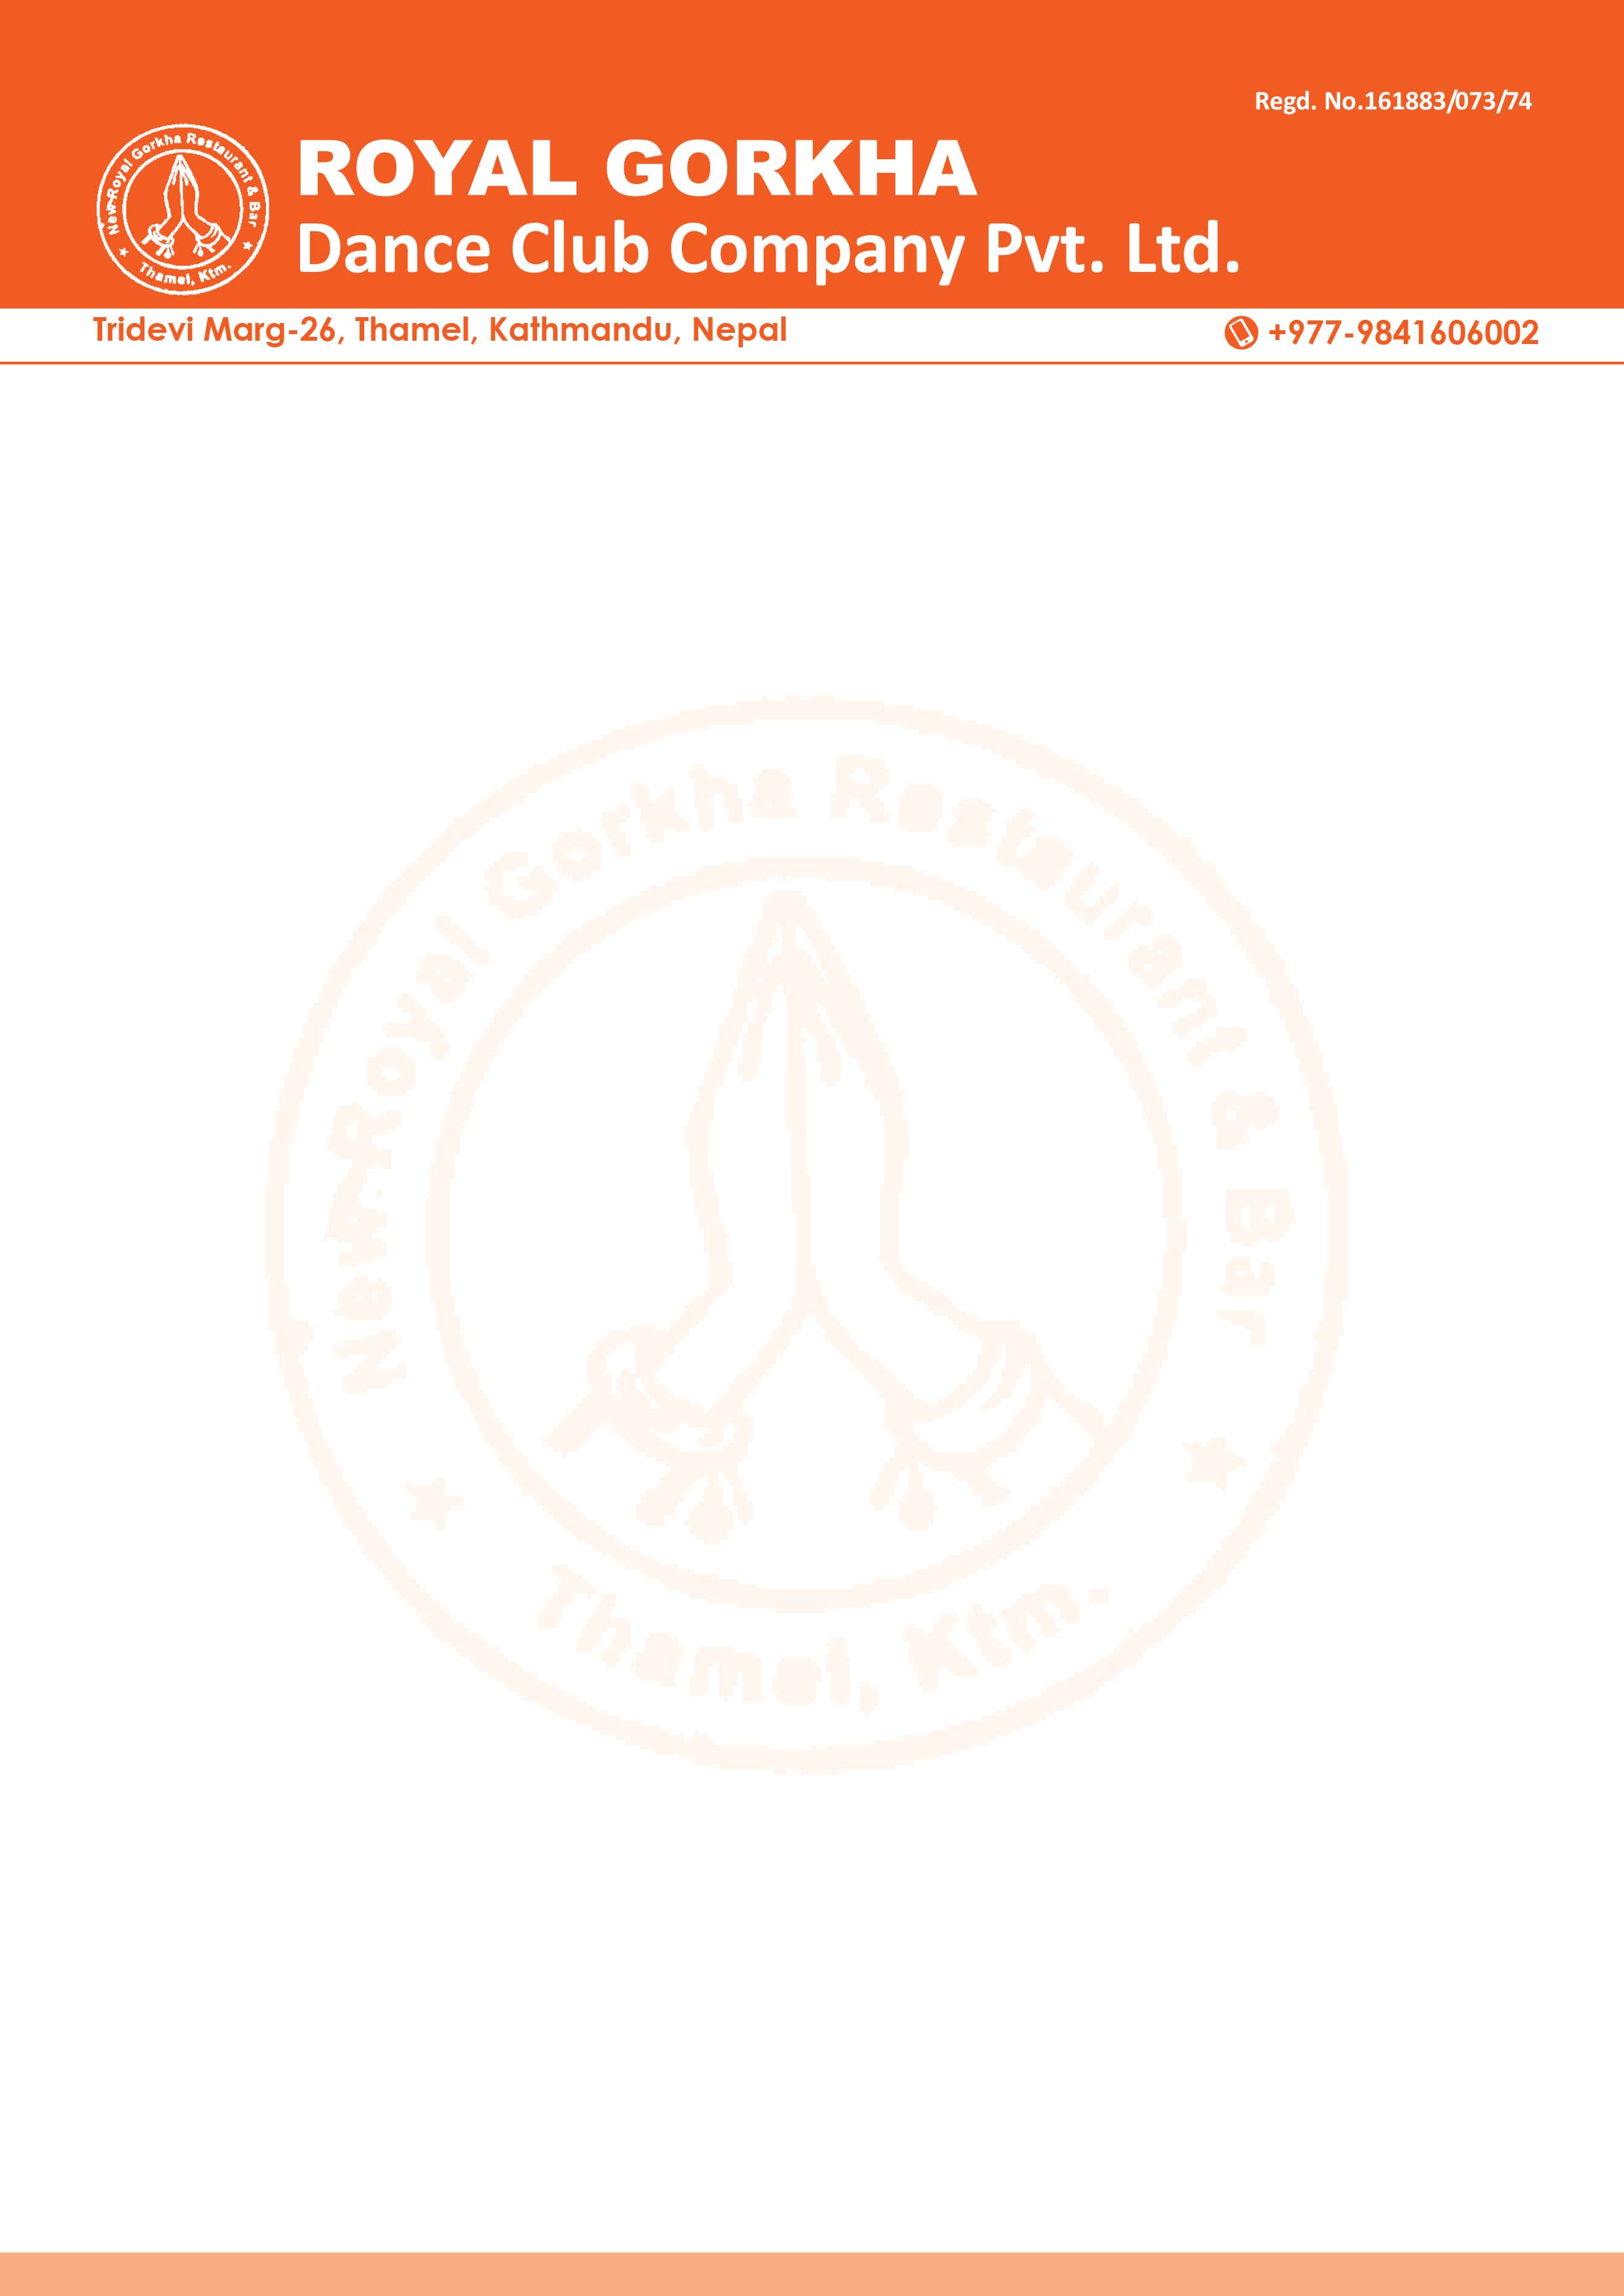 Regd. No.161883/073/74
New Royal Gorkha Restaurant & Bar
Thamel, Ktm.
ROYAL GORKHA
Dance Club Company Pvt. Ltd.
Tridevi Marg-26, Thamel, Kathmandu, Nepal
+977-9841606002
New Royal Gorkha Restaurant & Bar
Thamel, Ktm.